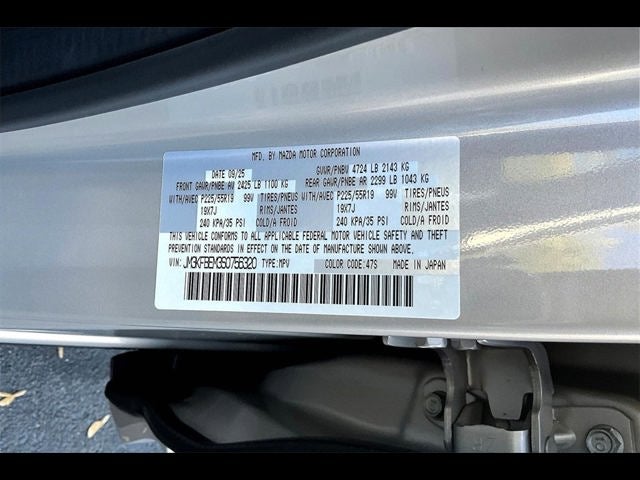 MFD. BY MAZDA MOTOR CORPORATION
DATE 09/25 GVWR/PNBV 4724 LB 2143 KG
FRONT GAWR/PNBE AV 2425 LB 1100 KG REAR GAWR/PNBE AR 2299 LB 1043 KG
WITH/AVEC P225/55R19 99V TIRES/PNEUS WITH/AVEC P225/55R19 99V TIRES/PNEUS
19X7J RIMS/JANTES 19X7J RIMS/JANTES
240 KPA/35 PSI COLD/A FROID 240 KPA/35 PSI COLD/A FROID
THIS VEHICLE CONFORMS TO ALL APPLICABLE FEDERAL MOTOR VEHICLE SAFETY AND THEFT
PREVENTION STANDARDS IN EFFECT ON THE DATE OF MANUFACTURE SHOWN ABOVE.
VIN: JM3KFBEM3S0756320 TYPE:MPV COLOR CODE:47S MADE IN JAPAN